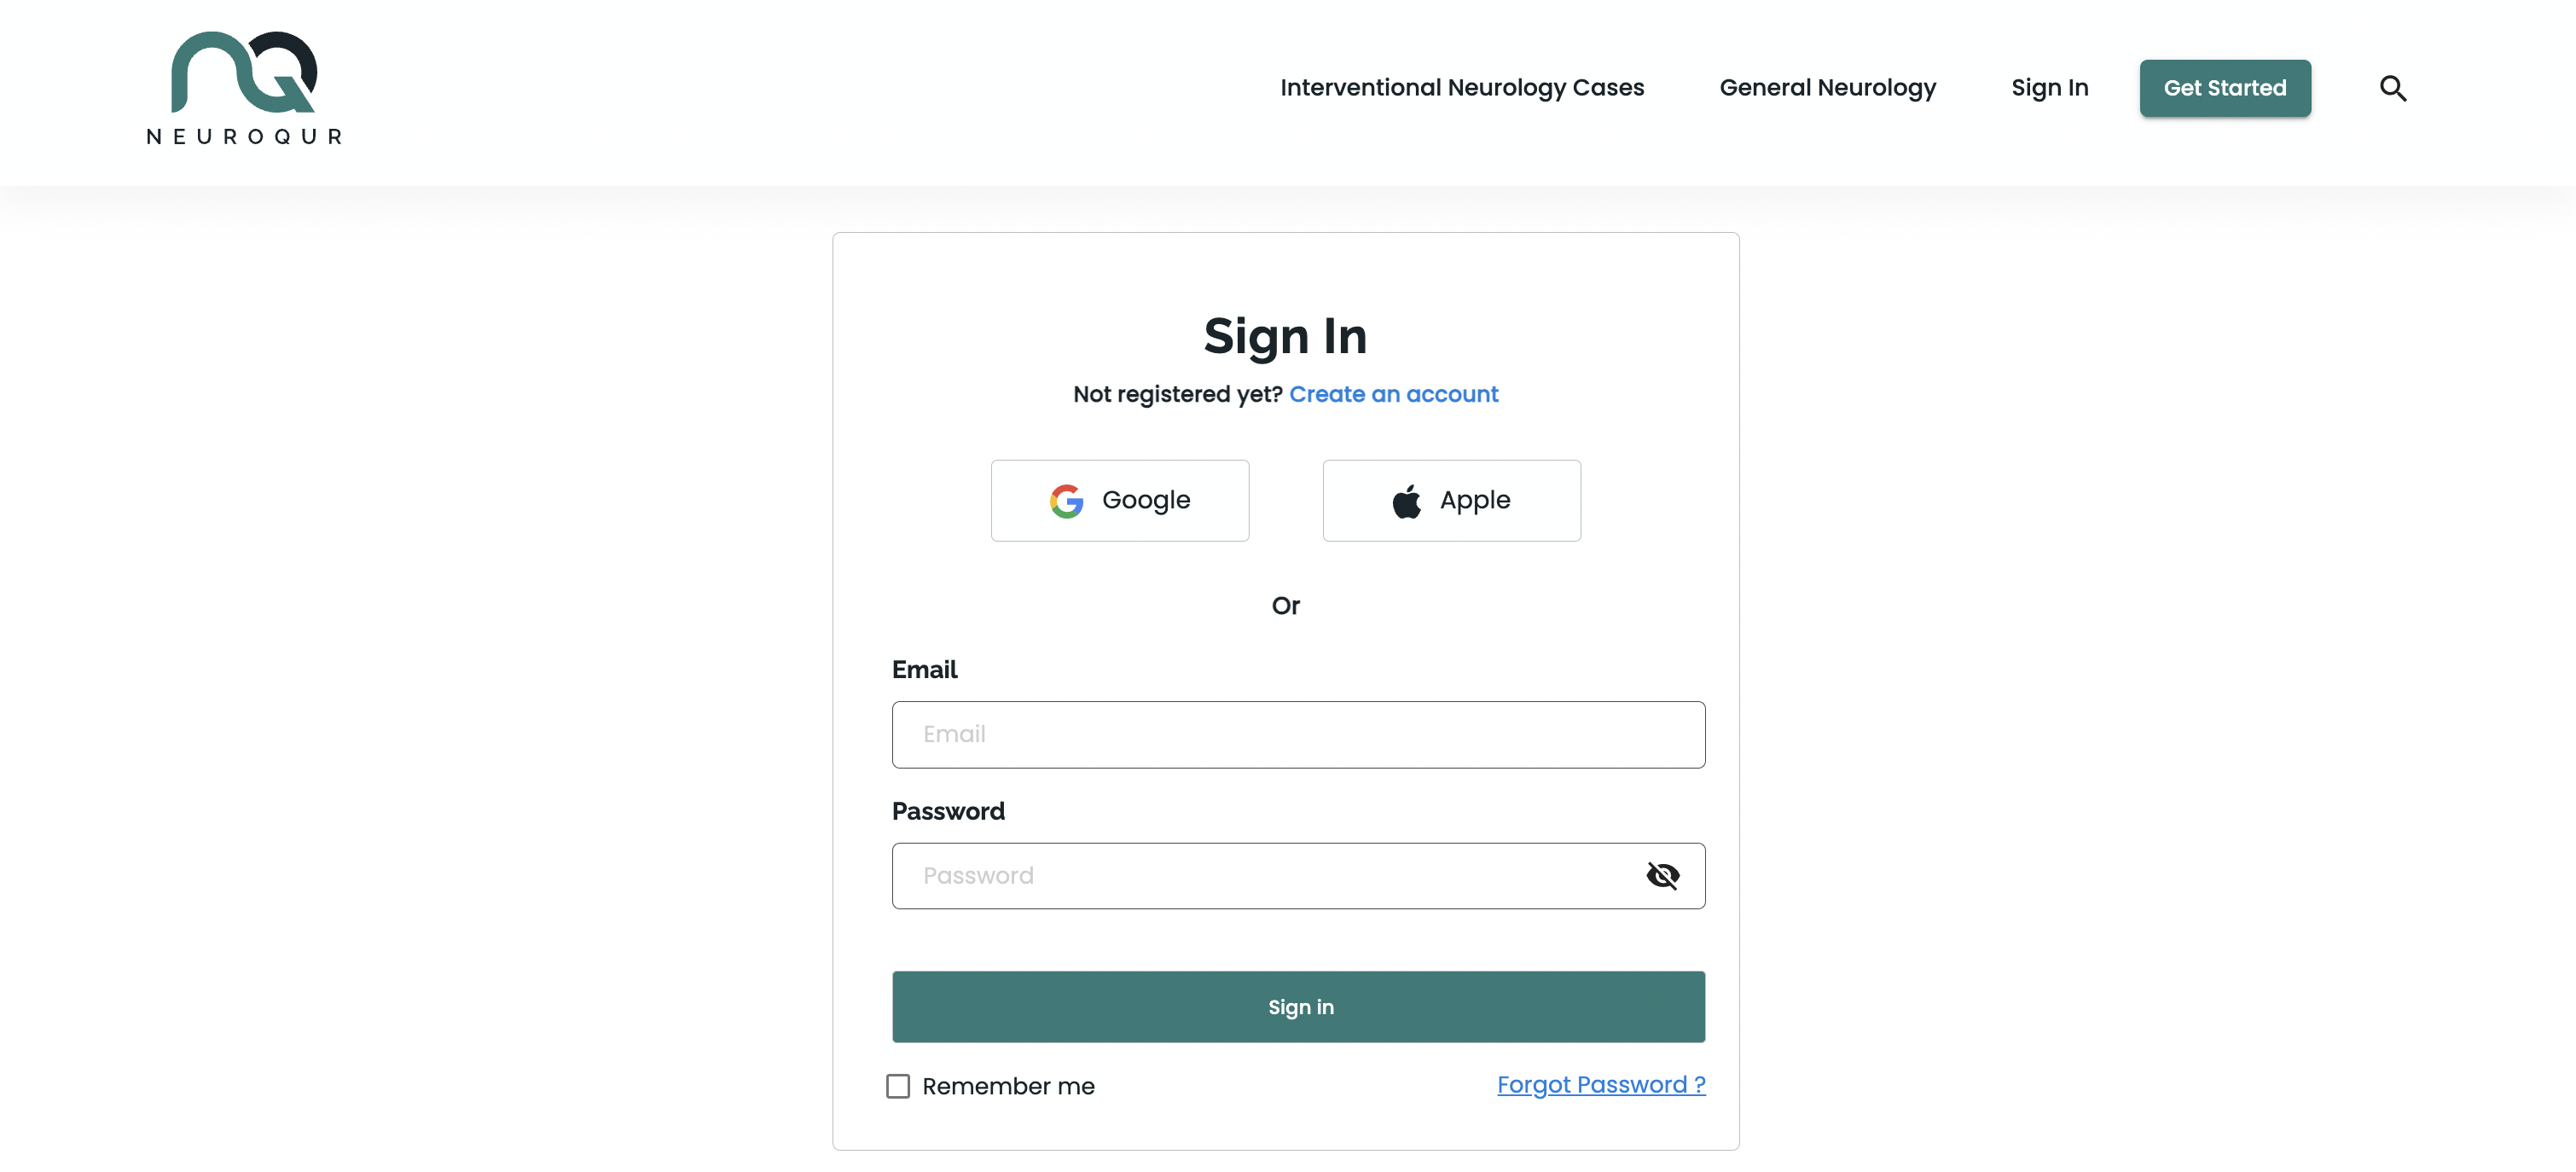 NEUROQUR
Interventional Neurology Cases
General Neurology
Sign In
Get Started
Sign In
Not registered yet? Create an account
Google
Apple
Or
Email
Email
Password
Password
Sign in
Remember me
Forgot Password ?